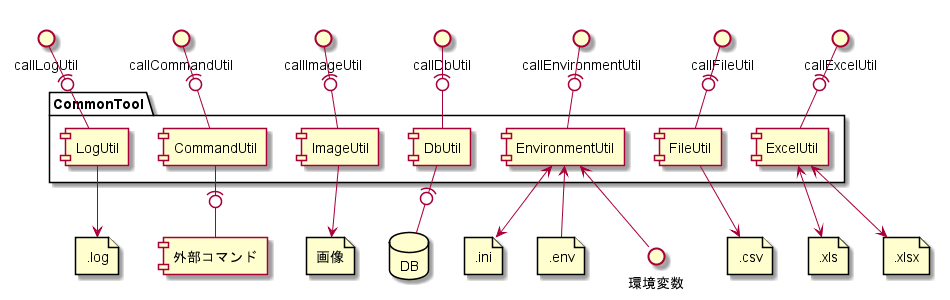 callLogUtil
callCommandUtil
callImageUtil
callDbUtil
callEnvironmentUtil
callFileUtil
callExcelUtil
CommonTool
LogUtil
CommandUtil
ImageUtil
DbUtil
EnvironmentUtil
FileUtil
ExcelUtil
.log
外部コマンド
画像
DB
.ini
.env
環境変数
.csv
.xls
.xlsx